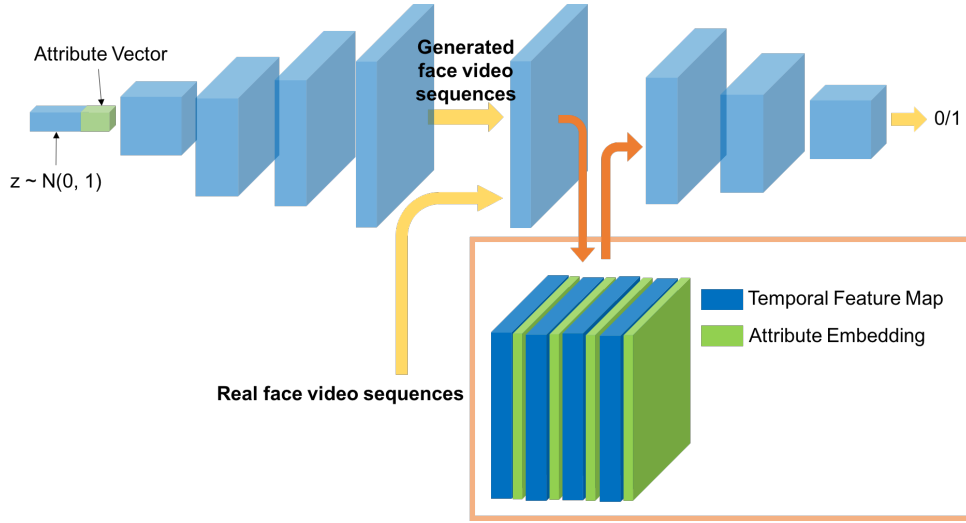 Attribute Vector
z ~ N(0, 1)
Generated
face video
sequences
0/1
Real face video sequences
Temporal Feature Map
Attribute Embedding